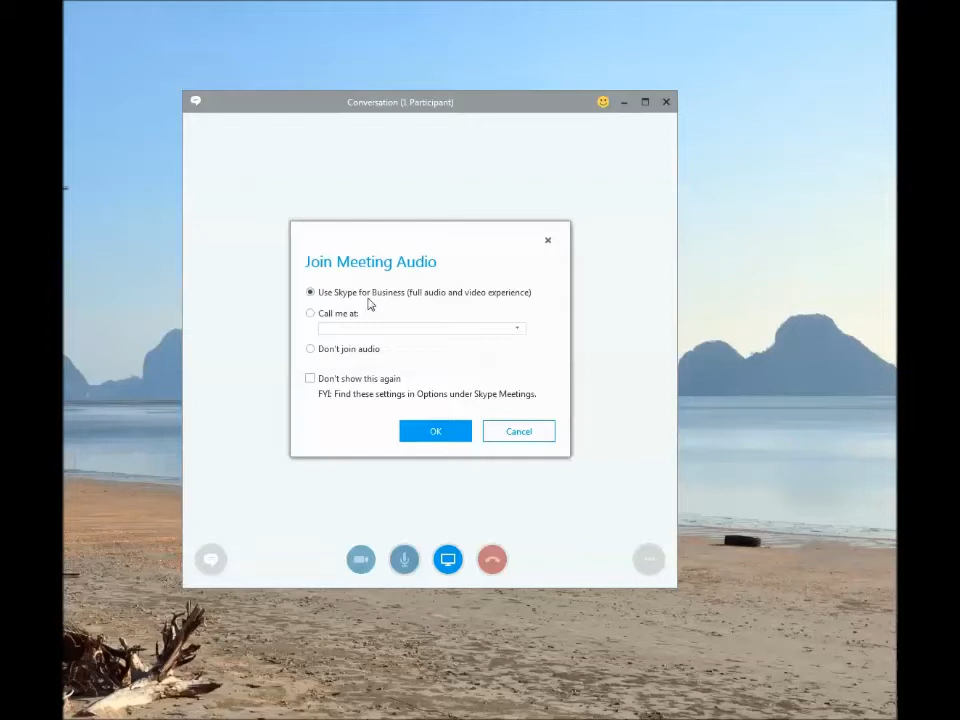 Conversation (1 Participant)
Join Meeting Audio
Use Skype for Business (full audio and video experience)
Call me at:
Don't join audio
Don't show this again
FYI: Find these settings in Options under Skype Meetings.
OK
Cancel